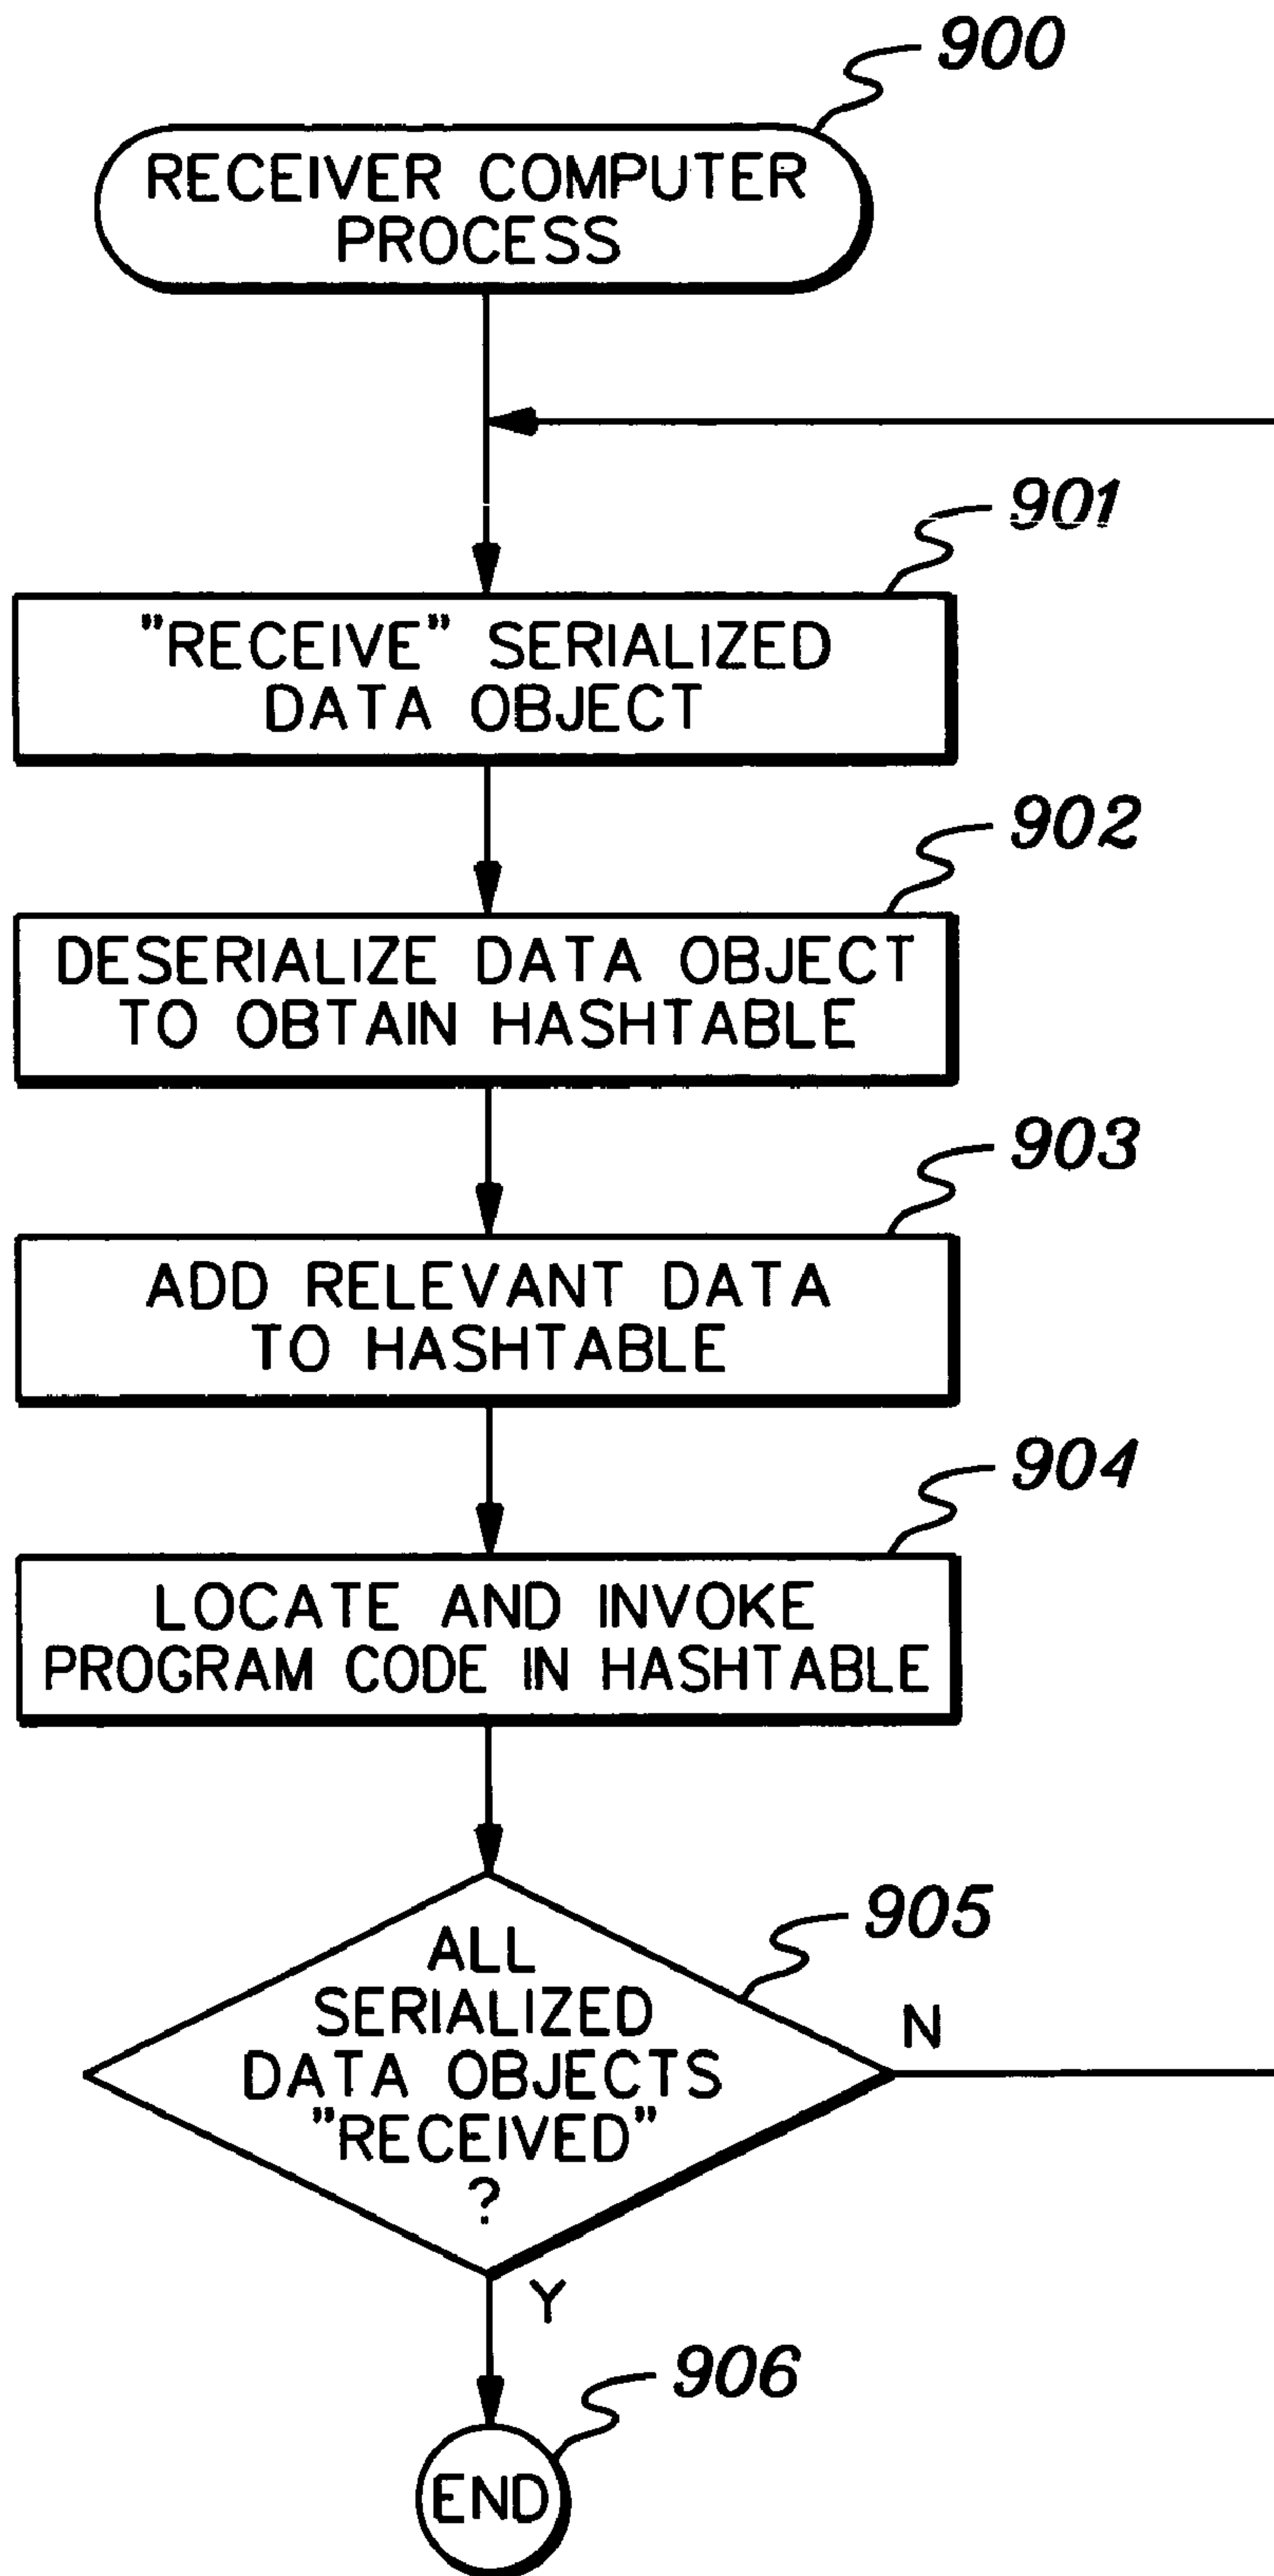 900
RECEIVER COMPUTER
PROCESS
901
"RECEIVE" SERIALIZED
DATA OBJECT
902
DESERIALIZE DATA OBJECT
TO OBTAIN HASHTABLE
903
ADD RELEVANT DATA
TO HASHTABLE
904
LOCATE AND INVOKE
PROGRAM CODE IN HASHTABLE
905
ALL
SERIALIZED
DATA OBJECTS
"RECEIVED"
?
N
Y
906
END